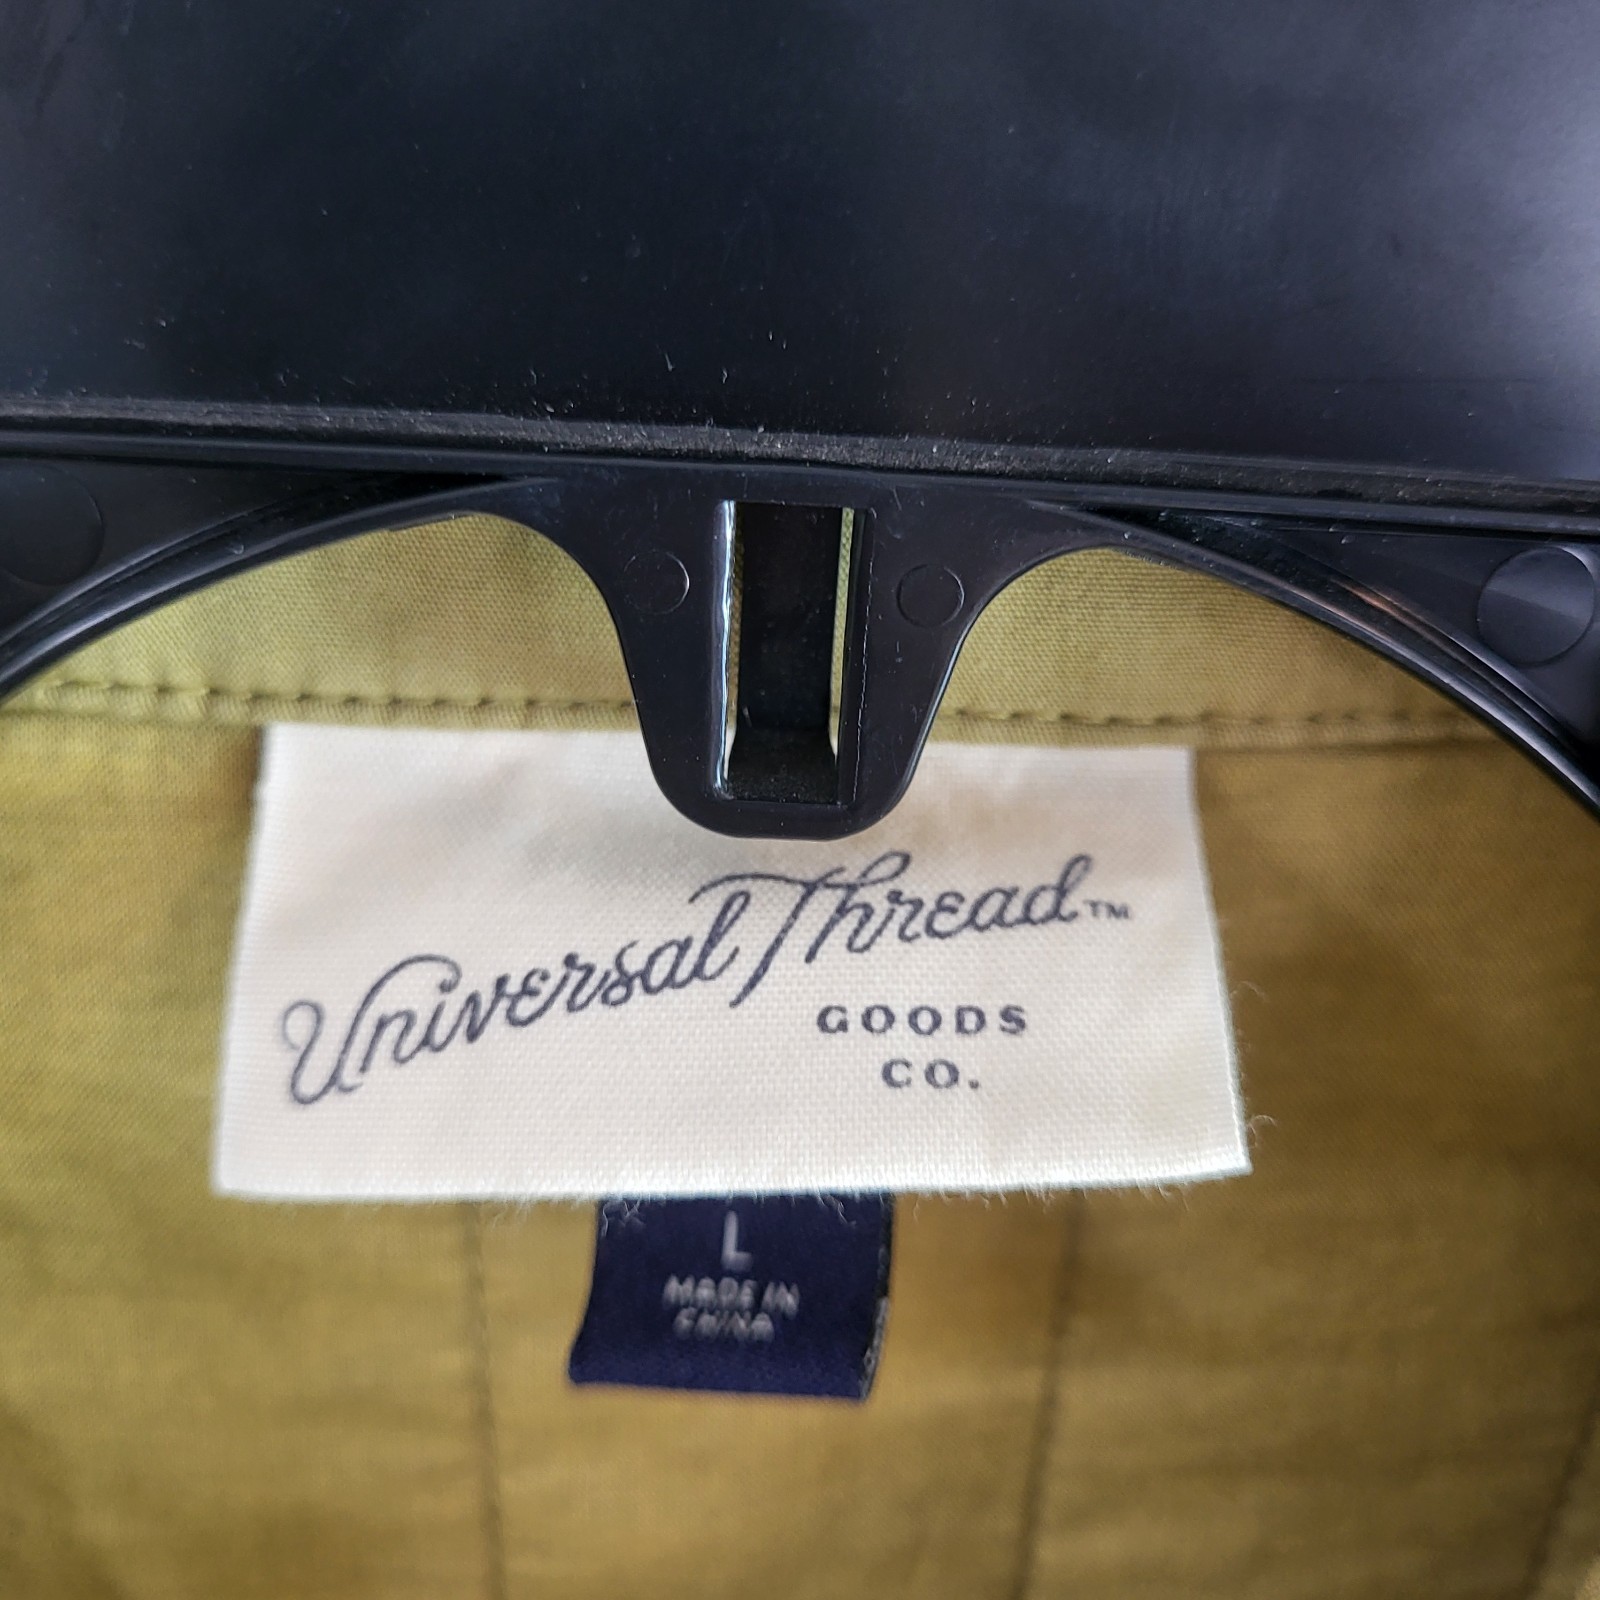 Universal Thread™
GOODS
CO.
L
MADE IN
CHINA